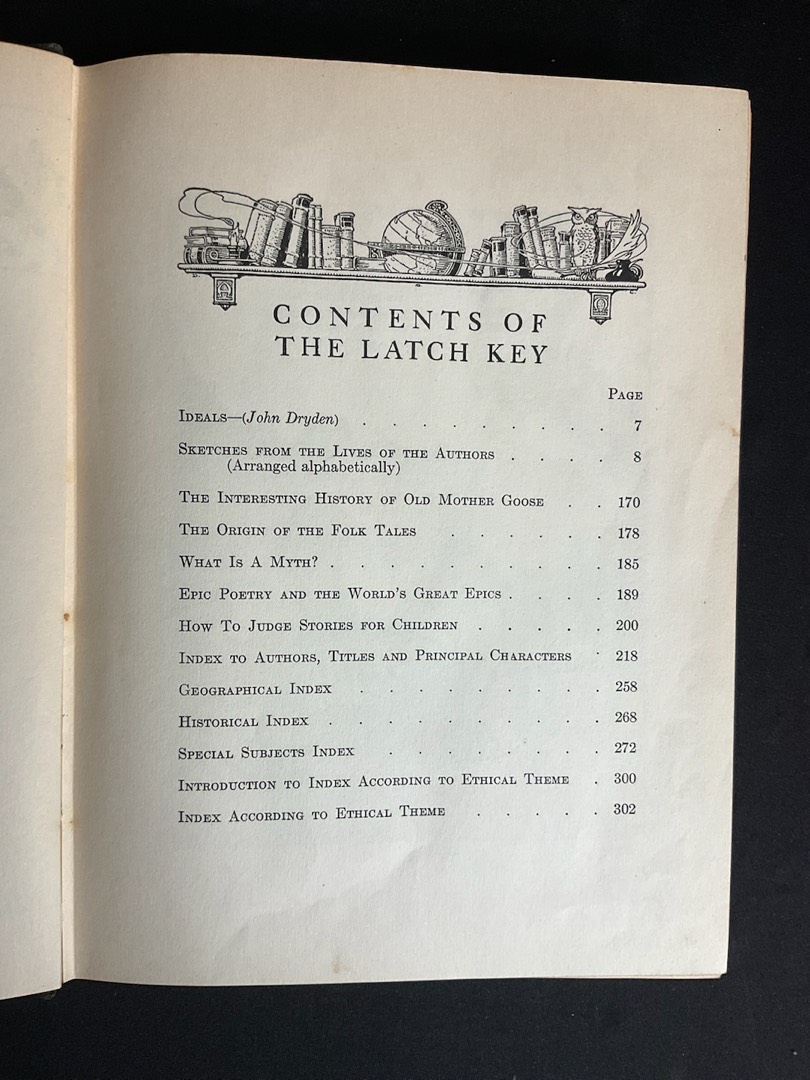 CONTENTS OF
THE LATCH KEY
PAGE
IDEALS—(John Dryden) . . . . . . . . . 7
SKETCHES FROM THE LIVES OF THE AUTHORS . . . . 8
(Arranged alphabetically)
THE INTERESTING HISTORY OF OLD MOTHER GOOSE . . 170
THE ORIGIN OF THE FOLK TALES . . . . . . 178
WHAT IS A MYTH? . . . . . . . . . . 185
EPIC POETRY AND THE WORLD'S GREAT EPICS . . . . 189
HOW TO JUDGE STORIES FOR CHILDREN . . . . . 200
INDEX TO AUTHORS, TITLES AND PRINCIPAL CHARACTERS . 218
GEOGRAPHICAL INDEX . . . . . . . . . 258
HISTORICAL INDEX . . . . . . . . . . 268
SPECIAL SUBJECTS INDEX . . . . . . . . 272
INTRODUCTION TO INDEX ACCORDING TO ETHICAL THEME . 300
INDEX ACCORDING TO ETHICAL THEME . . . . . 302